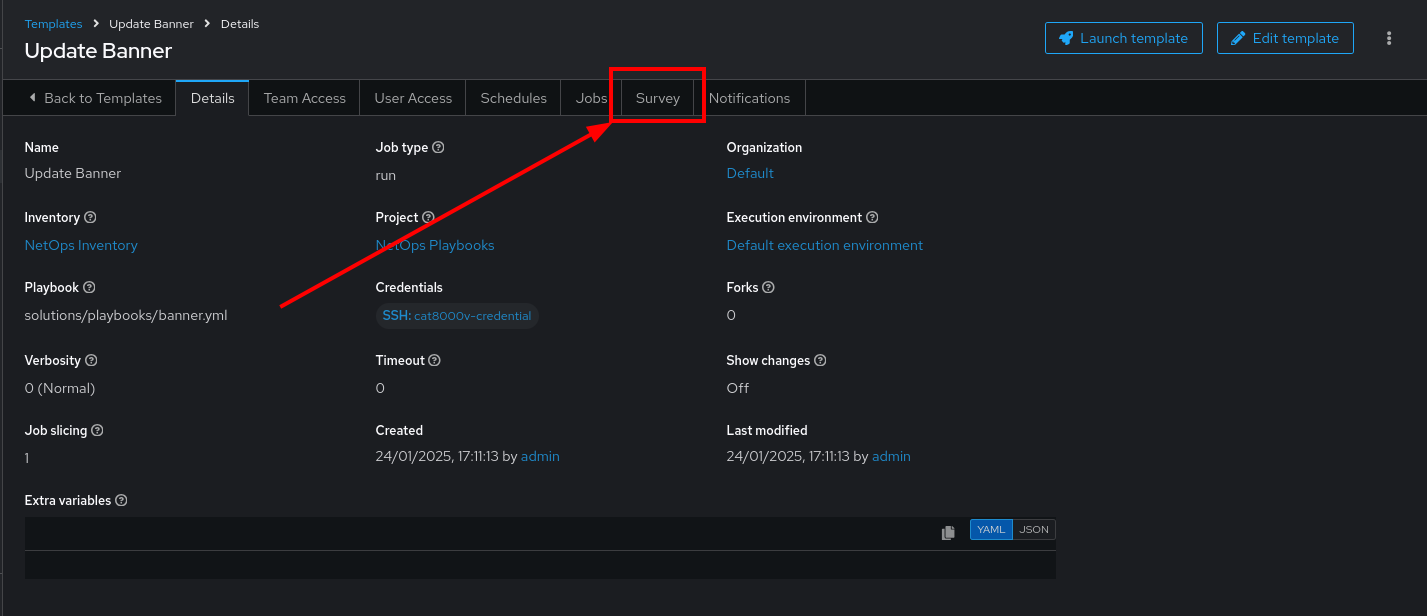 Templates > Update Banner > Details
Update Banner
Launch template
Edit template
Back to Templates Details Team Access User Access Schedules Jobs Survey Notifications
Name Job type Organization
Update Banner run Default
Inventory Project Execution environment
NetOps Inventory NetOps Playbooks Default execution environment
Playbook Credentials Forks
solutions/playbooks/banner.yml SSH: cat8000v-credential 0
Verbosity Timeout Show changes
0 (Normal) 0 Off
Job slicing Created Last modified
1 24/01/2025, 17:11:13 by admin 24/01/2025, 17:11:13 by admin
Extra variables
YAML JSON